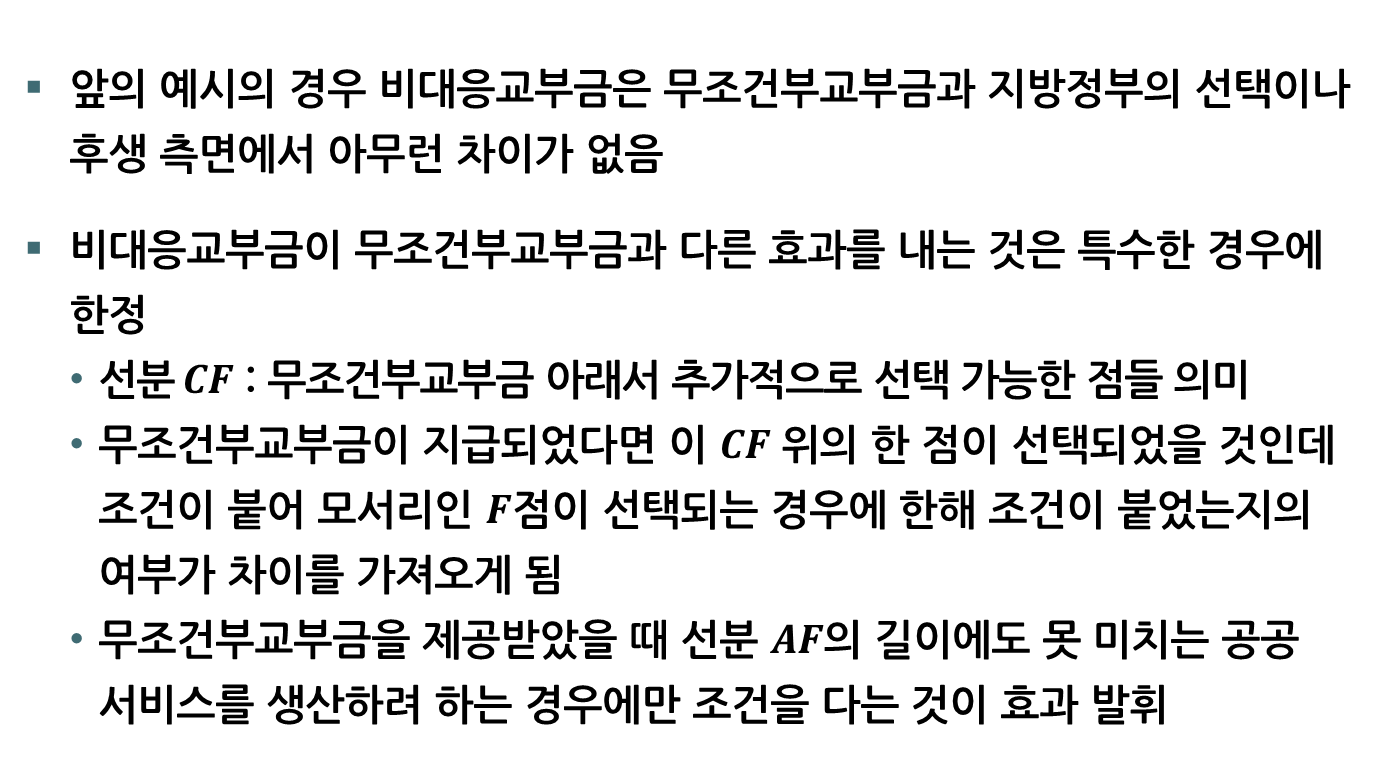 ▪ 앞의 예시의 경우 비대응교부금은 무조건부교부금과 지방정부의 선택이나
후생 측면에서 아무런 차이가 없음
▪ 비대응교부금이 무조건부교부금과 다른 효과를 내는 것은 특수한 경우에
한정
• 선분 CF : 무조건부교부금 아래서 추가적으로 선택 가능한 점들 의미
• 무조건부교부금이 지급되었다면 이 CF 위의 한 점이 선택되었을 것인데
조건이 붙어 모서리인 F점이 선택되는 경우에 한해 조건이 붙었는지의
여부가 차이를 가져오게 됨
• 무조건부교부금을 제공받았을 때 선분 AF의 길이에도 못 미치는 공공
서비스를 생산하려 하는 경우에만 조건을 다는 것이 효과 발휘